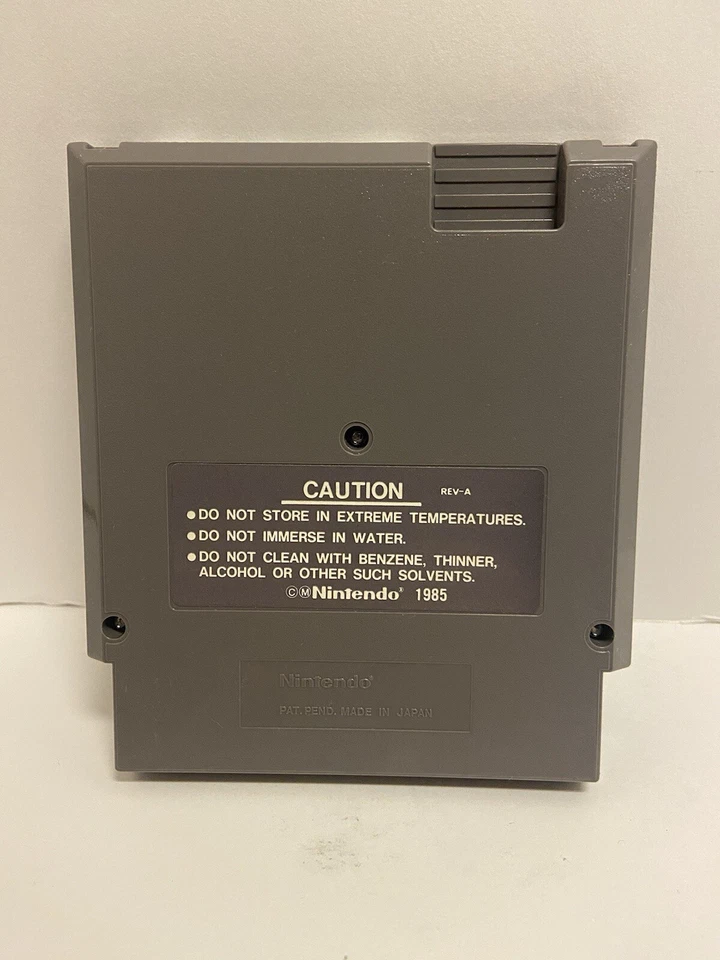 CAUTION REV-A
●DO NOT STORE IN EXTREME TEMPERATURES.
●DO NOT IMMERSE IN WATER.
●DO NOT CLEAN WITH BENZENE, THINNER,
ALCOHOL OR OTHER SUCH SOLVENTS.
©Ⓜ Nintendo® 1985
Nintendo®
PAT. PEND. MADE IN JAPAN